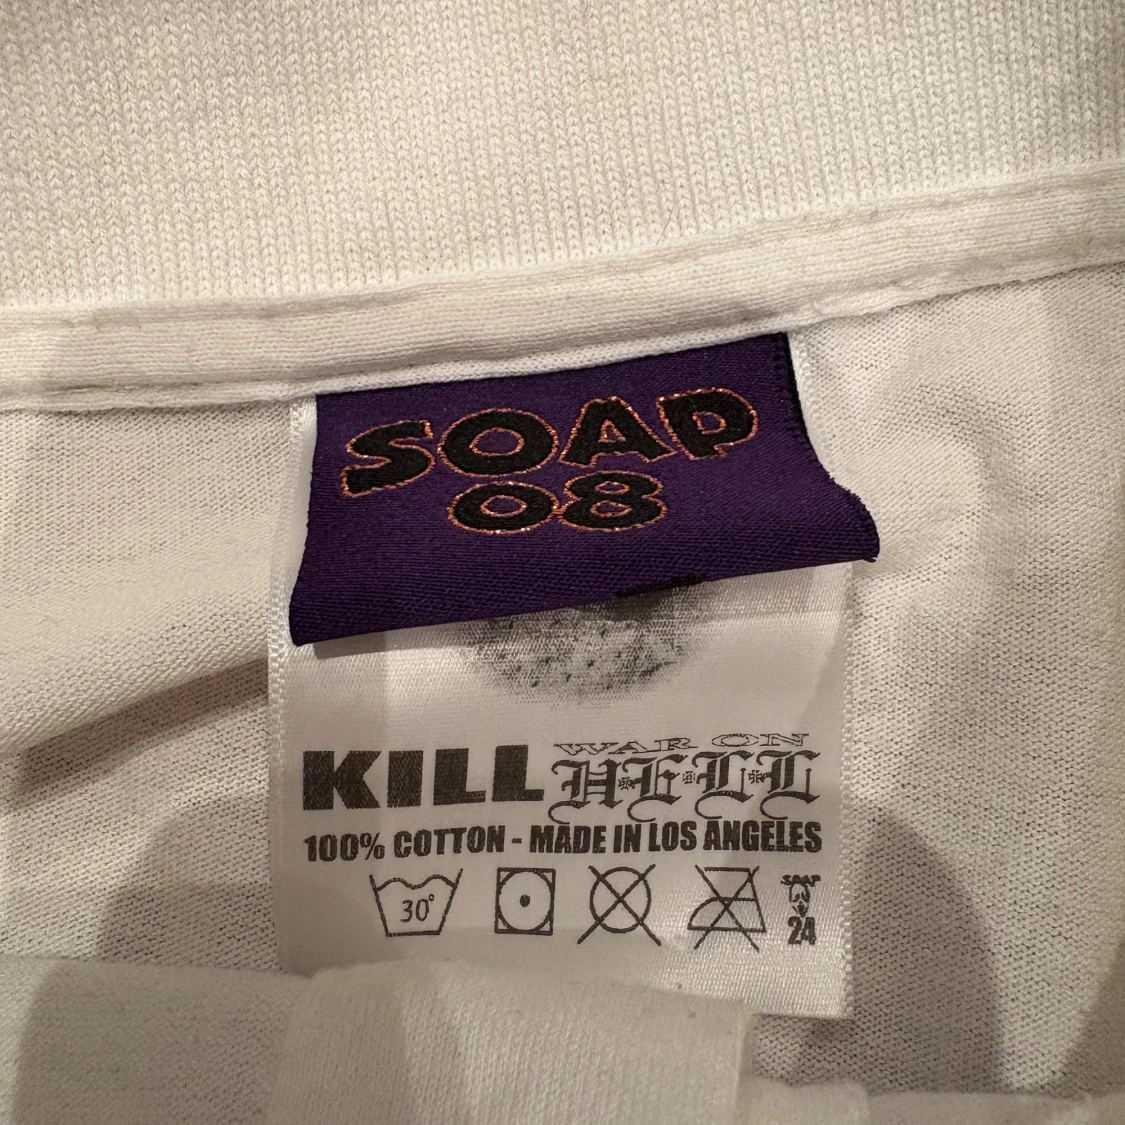 SOAP
08
KILL WAR ON HELL
100% COTTON - MADE IN LOS ANGELES
30°
SOAP
24